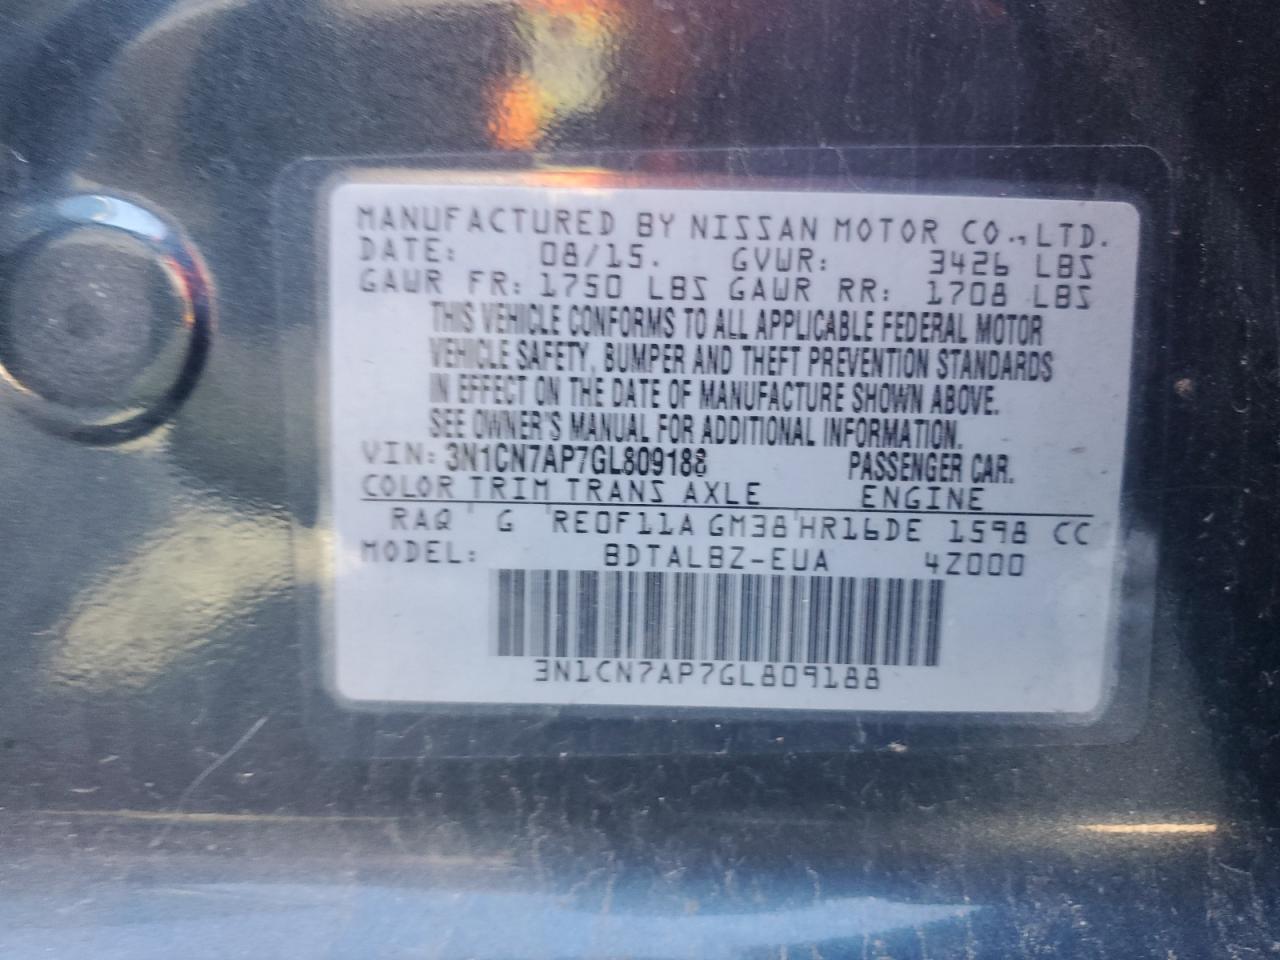 MANUFACTURED BY NISSAN MOTOR CO.,LTD.
DATE: 08/15. GVWR: 3426 LBS
GAWR FR: 1750 LBS GAWR RR: 1708 LBS
THIS VEHICLE CONFORMS TO ALL APPLICABLE FEDERAL MOTOR
VEHICLE SAFETY, BUMPER AND THEFT PREVENTION STANDARDS
IN EFFECT ON THE DATE OF MANUFACTURE SHOWN ABOVE.
SEE OWNER'S MANUAL FOR ADDITIONAL INFORMATION.
VIN: 3N1CN7AP7GL809188 PASSENGER CAR.
COLOR TRIM TRANS AXLE ENGINE
RAQ G RE0F11A GM38 HR16DE 1598 CC
MODEL: BDTALBZ-EUA 4Z000
3N1CN7AP7GL809188